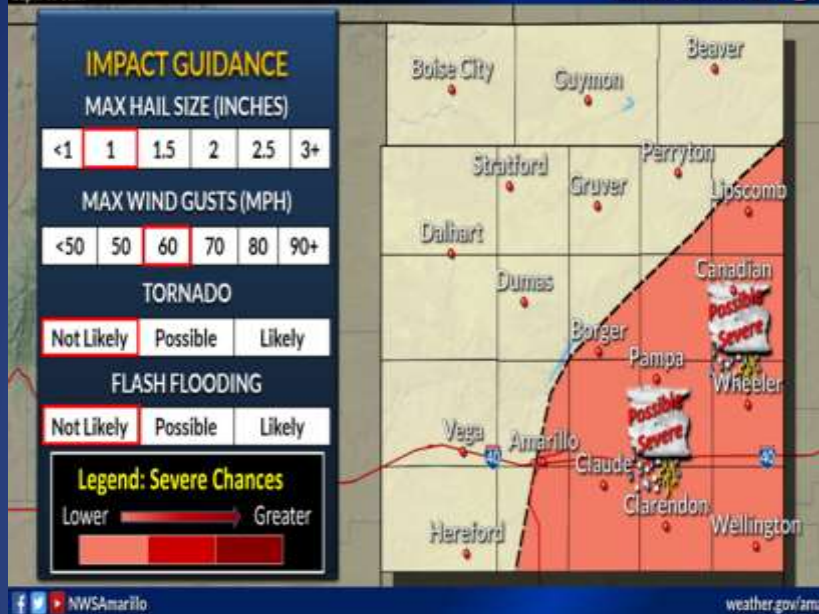 IMPACT GUIDANCE
MAX HAIL SIZE (INCHES)
<1 1 1.5 2 2.5 3+
MAX WIND GUSTS (MPH)
<50 50 60 70 80 90+
TORNADO
Not Likely Possible Likely
FLASH FLOODING
Not Likely Possible Likely
Legend: Severe Chances
Lower Greater
Boise City
Guymon
Beaver
Stratford
Gruver
Perryton
Lipscomb
Dalhart
Dumas
Canadian
Possible
Severe
Borger
Pampa
Wheeler
Possible
Severe
Vega
40
Amarillo
Claude
40
Clarendon
Hereford
Wellington
NWSAmarillo
weather.gov/ama